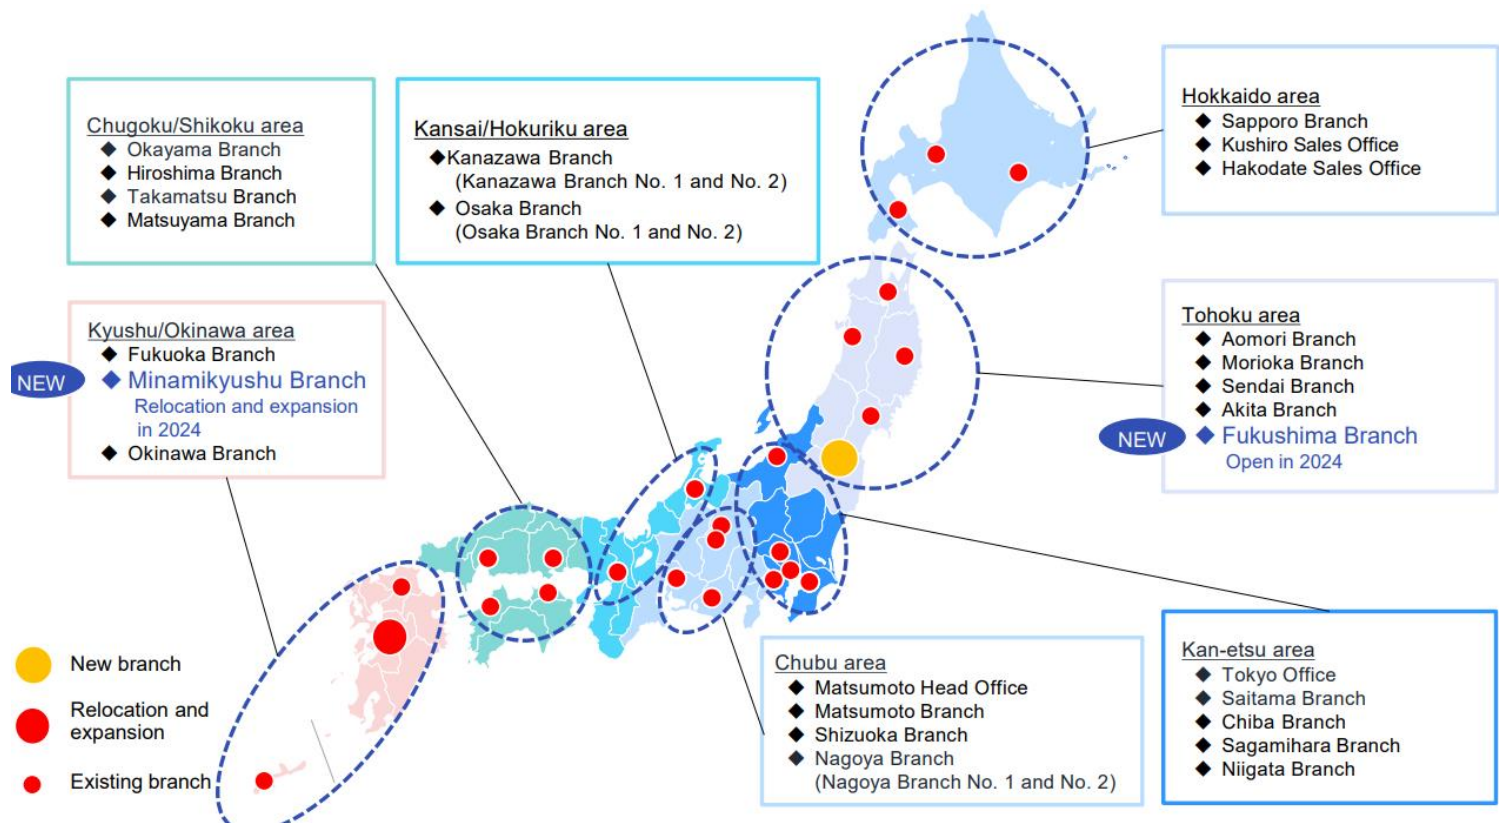 Chugoku/Shikoku area
◆ Okayama Branch
◆ Hiroshima Branch
◆ Takamatsu Branch
◆ Matsuyama Branch
Kansai/Hokuriku area
◆Kanazawa Branch
(Kanazawa Branch No. 1 and No. 2)
◆ Osaka Branch
(Osaka Branch No. 1 and No. 2)
Hokkaido area
◆ Sapporo Branch
◆ Kushiro Sales Office
◆ Hakodate Sales Office
Kyushu/Okinawa area
◆ Fukuoka Branch
NEW
◆ Minamikyushu Branch
Relocation and expansion
in 2024
◆ Okinawa Branch
Tohoku area
◆ Aomori Branch
◆ Morioka Branch
◆ Sendai Branch
◆ Akita Branch
NEW
◆ Fukushima Branch
Open in 2024
New branch
Relocation and
expansion
Existing branch
Chubu area
◆ Matsumoto Head Office
◆ Matsumoto Branch
◆ Shizuoka Branch
◆ Nagoya Branch
(Nagoya Branch No. 1 and No. 2)
Kan-etsu area
◆ Tokyo Office
◆ Saitama Branch
◆ Chiba Branch
◆ Sagamihara Branch
◆ Niigata Branch